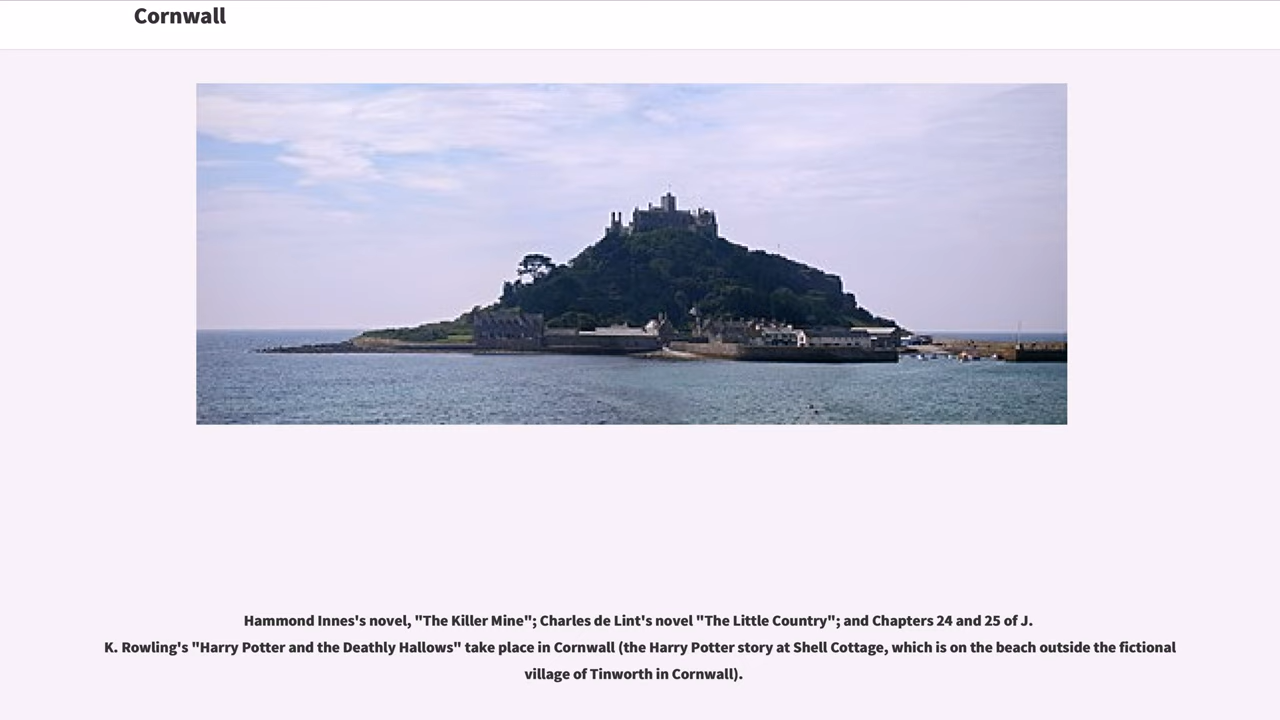 Cornwall
Hammond Innes's novel, "The Killer Mine"; Charles de Lint's novel "The Little Country"; and Chapters 24 and 25 of J.
K. Rowling's "Harry Potter and the Deathly Hallows" take place in Cornwall (the Harry Potter story at Shell Cottage, which is on the beach outside the fictional
village of Tinworth in Cornwall).